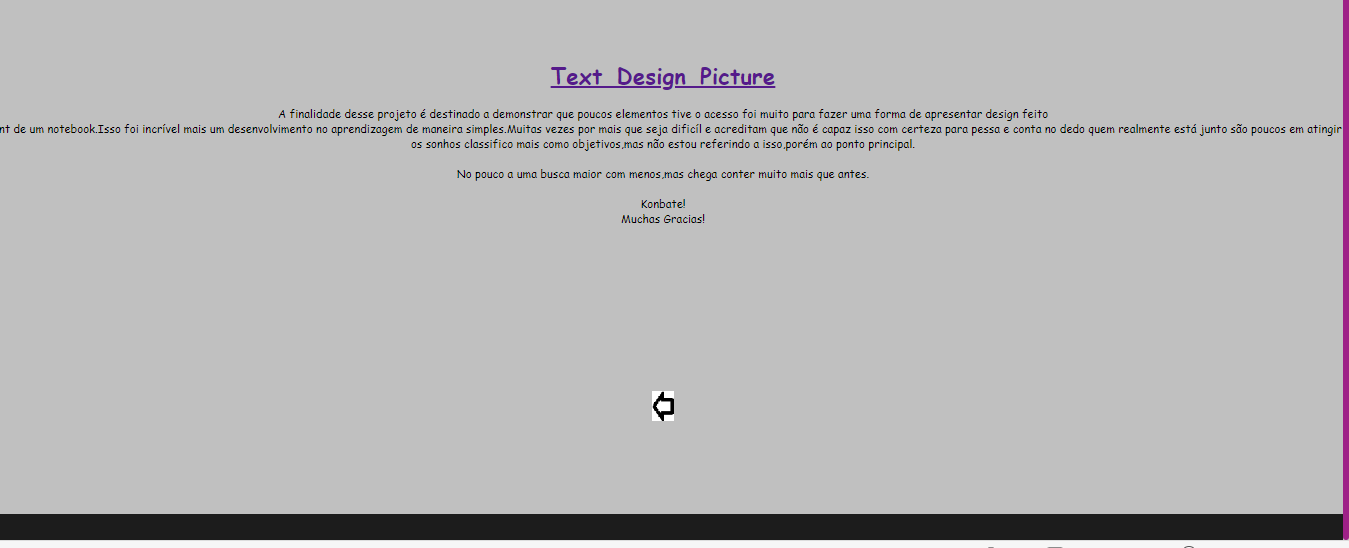 Text Design Picture
A finalidade desse projeto é destinado a demonstrar que poucos elementos tive o acesso foi muito para fazer uma forma de apresentar design feito
nt de um notebook.Isso foi incrível mais um desenvolvimento no aprendizagem de maneira simples.Muitas vezes por mais que seja dificíl e acreditam que não é capaz isso com certeza para pessa e conta no dedo quem realmente está junto são poucos em atingir
os sonhos classifico mais como objetivos,mas não estou referindo a isso,porém ao ponto principal.
No pouco a uma busca maior com menos,mas chega conter muito mais que antes.
Konbate!
Muchas Gracias!